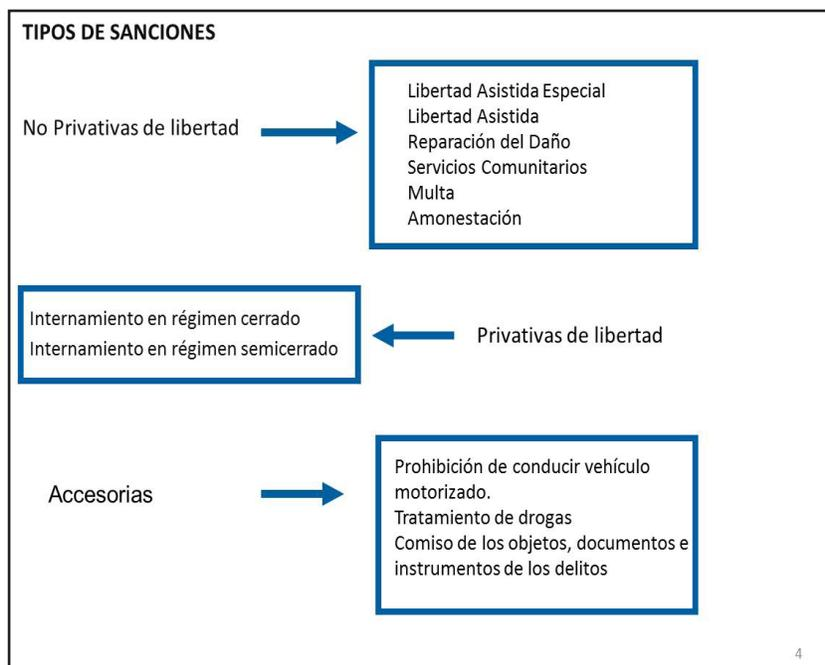 TIPOS DE SANCIONES
No Privativas de libertad
Libertad Asistida Especial
Libertad Asistida
Reparación del Daño
Servicios Comunitarios
Multa
Amonestación
Internamiento en régimen cerrado
Internamiento en régimen semicerrado
Privativas de libertad
Accesorias
Prohibición de conducir vehículo
motorizado.
Tratamiento de drogas
Comiso de los objetos, documentos e
instrumentos de los delitos
4